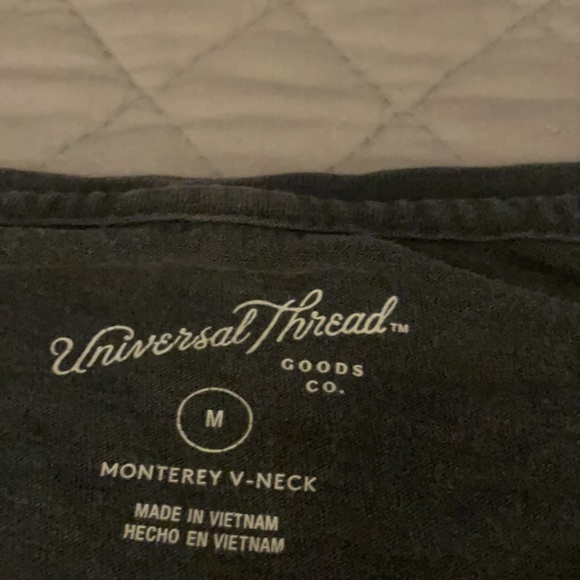 Universal Thread™
GOODS
CO.
M
MONTEREY V-NECK
MADE IN VIETNAM
HECHO EN VIETNAM